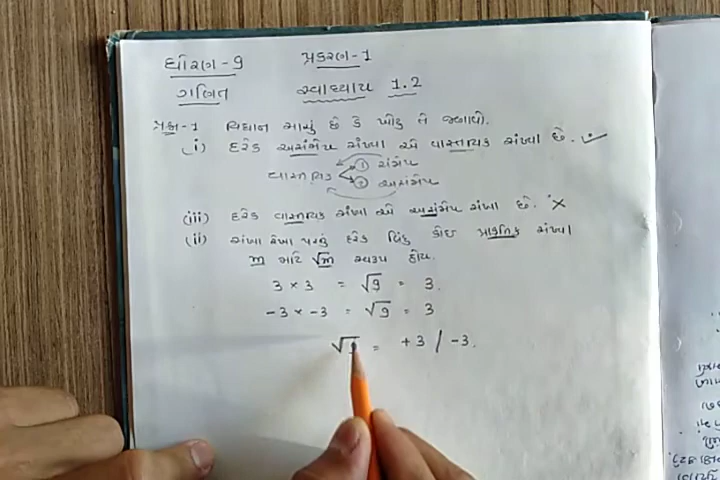 ધોરણ-9
પ્રકરણ-1
ગણિત
સ્વાધ્યાય 1.2
પ્રશ્ન-1 વિધાન સાચું છે કે ખોટુ તે જણાવો.
(i) દરેક અસંમેય સંખ્યા એ વાસ્તવિક સંખ્યા છે. ✓
વાસ્તવિક
① સંમેય
② અસંમેય
(iii) દરેક વાસ્તવિક સંખ્યા એ અસંમેય સંખ્યા છે. ×
(ii) સંખ્યા રેખા પરનું દરેક બિંદુ કોઈ પ્રાકૃતિક સંખ્યા
m માટે √m સ્વરૂપ હોય.
3 × 3 = √9 = 3.
-3 × -3 = √9 = 3
√9 = +3 / -3.